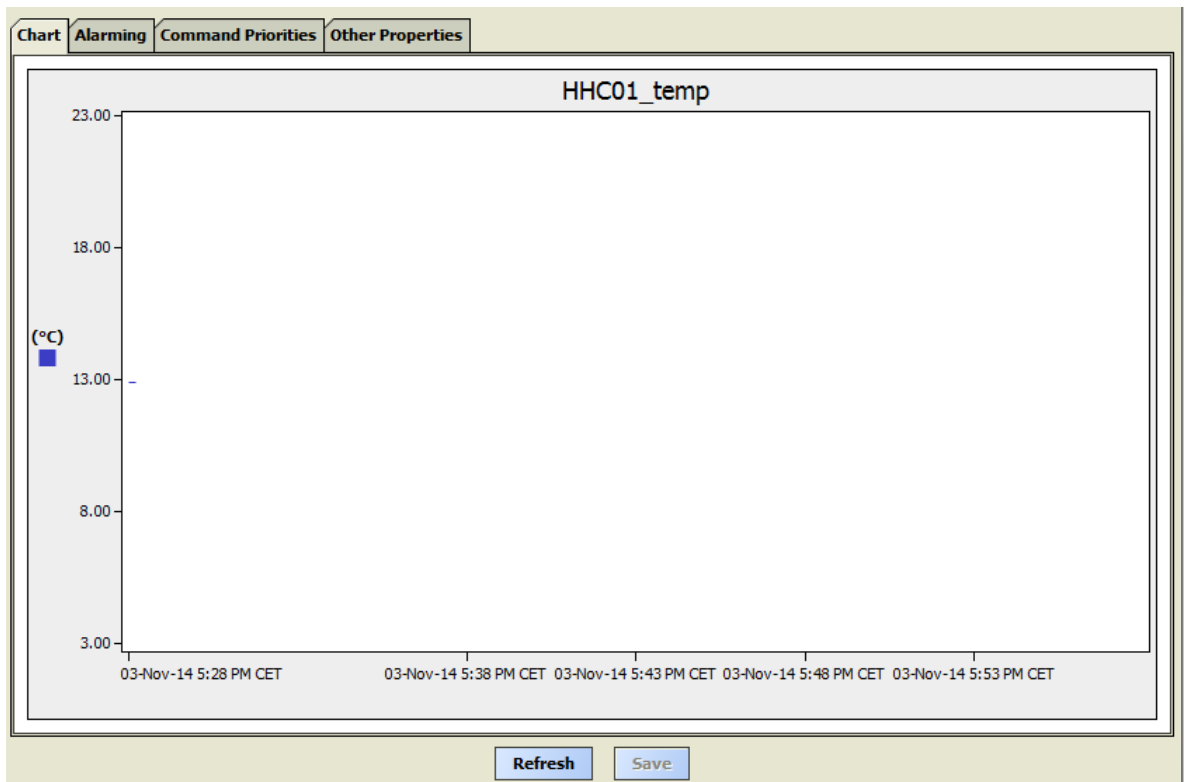 Chart Alarming Command Priorities Other Properties
HHC01_temp
23.00
18.00
(°C)
13.00
8.00
3.00
03-Nov-14 5:28 PM CET 03-Nov-14 5:38 PM CET 03-Nov-14 5:43 PM CET 03-Nov-14 5:48 PM CET 03-Nov-14 5:53 PM CET
Refresh Save